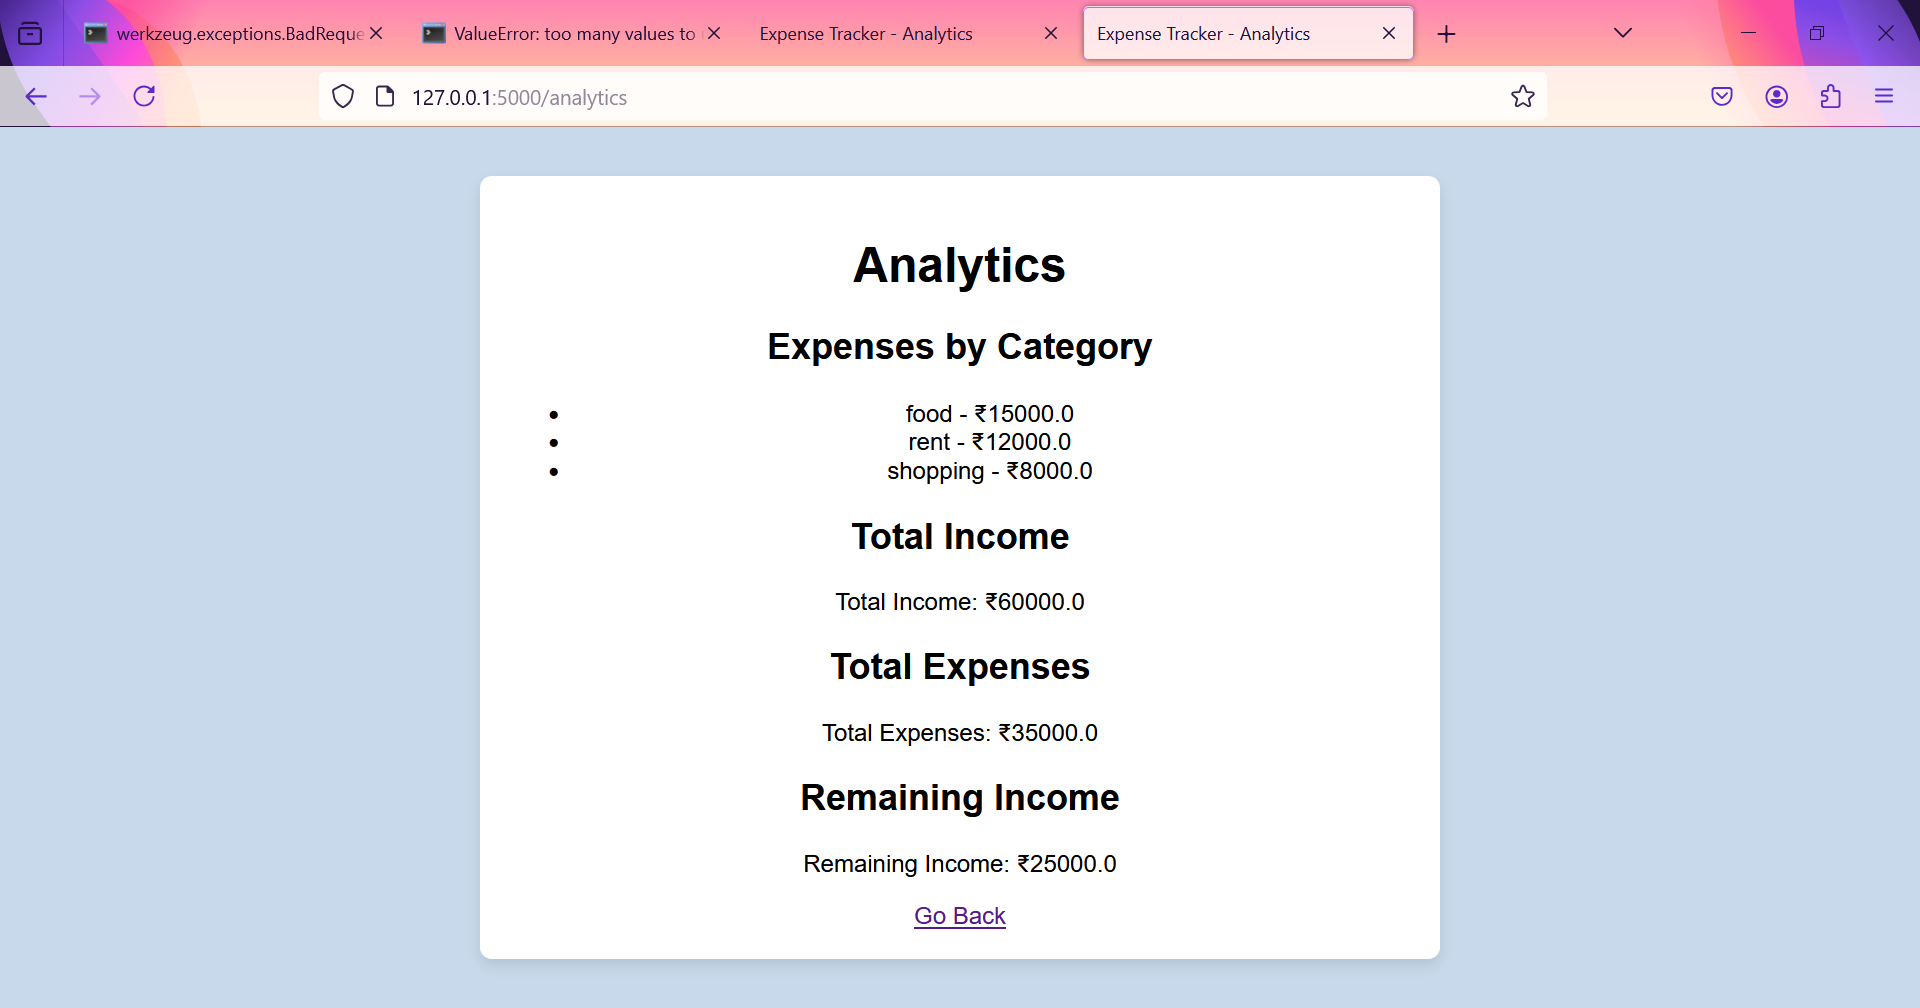 werkzeug.exceptions.BadReque
ValueError: too many values to
Expense Tracker - Analytics
Expense Tracker - Analytics
127.0.0.1:5000/analytics
Analytics
Expenses by Category
• food - ₹15000.0
• rent - ₹12000.0
• shopping - ₹8000.0
Total Income
Total Income: ₹60000.0
Total Expenses
Total Expenses: ₹35000.0
Remaining Income
Remaining Income: ₹25000.0
Go Back